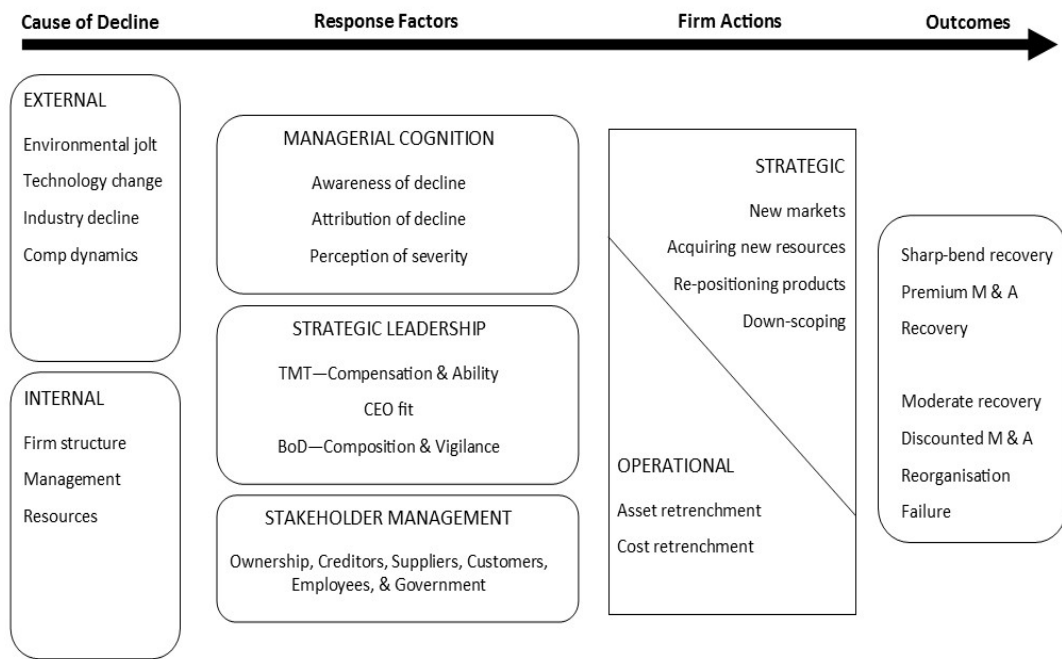 Cause of Decline
Response Factors
Firm Actions
Outcomes
EXTERNAL
Environmental jolt
Technology change
Industry decline
Comp dynamics
INTERNAL
Firm structure
Management
Resources
MANAGERIAL COGNITION
Awareness of decline
Attribution of decline
Perception of severity
STRATEGIC LEADERSHIP
TMT—Compensation & Ability
CEO fit
BoD—Composition & Vigilance
STAKEHOLDER MANAGEMENT
Ownership, Creditors, Suppliers, Customers,
Employees, & Government
STRATEGIC
New markets
Acquiring new resources
Re-positioning products
Down-scoping
OPERATIONAL
Asset retrenchment
Cost retrenchment
Sharp-bend recovery
Premium M & A
Recovery
Moderate recovery
Discounted M & A
Reorganisation
Failure